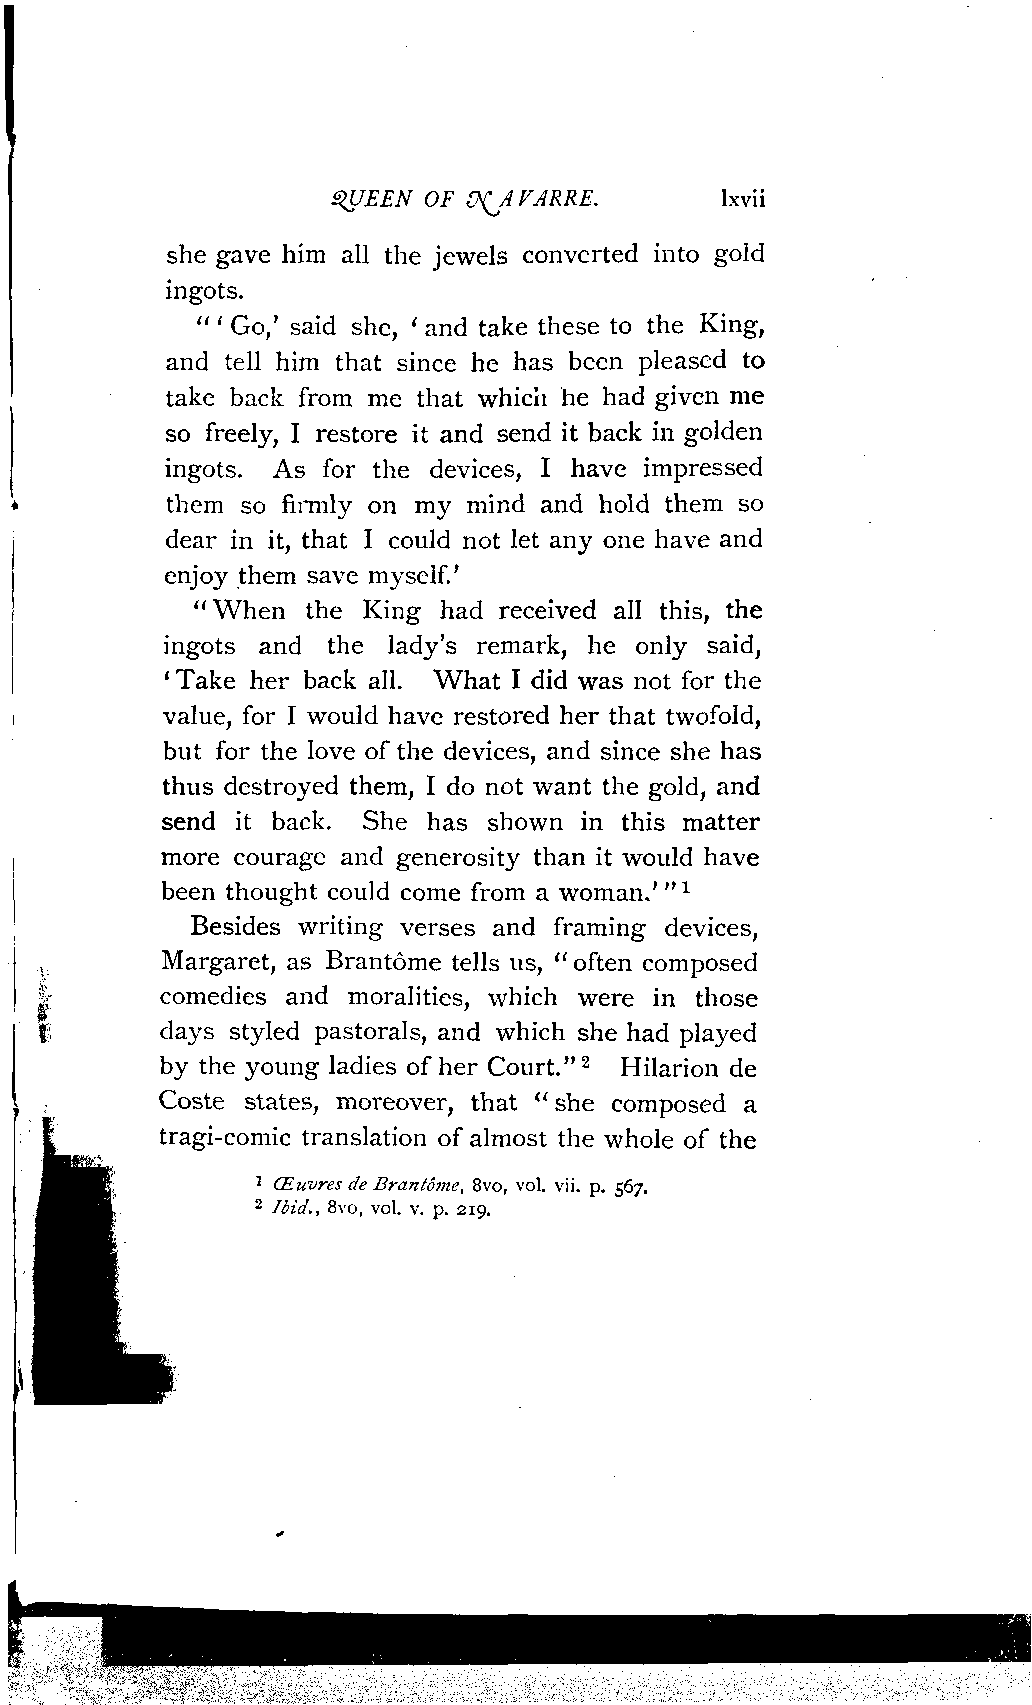 QUEEN OF NAVARRE. lxvii
she gave him all the jewels converted into gold
ingots.
"'Go,' said she, 'and take these to the King,
and tell him that since he has been pleased to
take back from me that which he had given me
so freely, I restore it and send it back in golden
ingots. As for the devices, I have impressed
them so firmly on my mind and hold them so
dear in it, that I could not let any one have and
enjoy them save myself.'
"When the King had received all this, the
ingots and the lady's remark, he only said,
'Take her back all. What I did was not for the
value, for I would have restored her that twofold,
but for the love of the devices, and since she has
thus destroyed them, I do not want the gold, and
send it back. She has shown in this matter
more courage and generosity than it would have
been thought could come from a woman.'"1
Besides writing verses and framing devices,
Margaret, as Brantôme tells us, "often composed
comedies and moralities, which were in those
days styled pastorals, and which she had played
by the young ladies of her Court."2 Hilarion de
Coste states, moreover, that "she composed a
tragi-comic translation of almost the whole of the
1 Œuvres de Brantôme, 8vo, vol. vii. p. 567.
2 Ibid., 8vo, vol. v. p. 219.